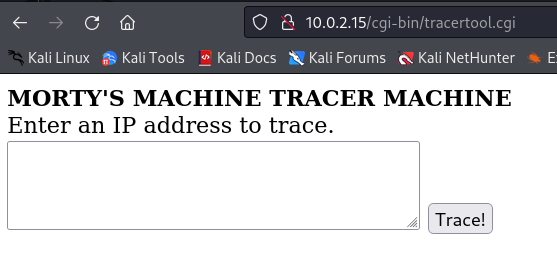 10.0.2.15/cgi-bin/tracertool.cgi
Kali Linux Kali Tools Kali Docs Kali Forums Kali NetHunter
MORTY'S MACHINE TRACER MACHINE
Enter an IP address to trace.
Trace!